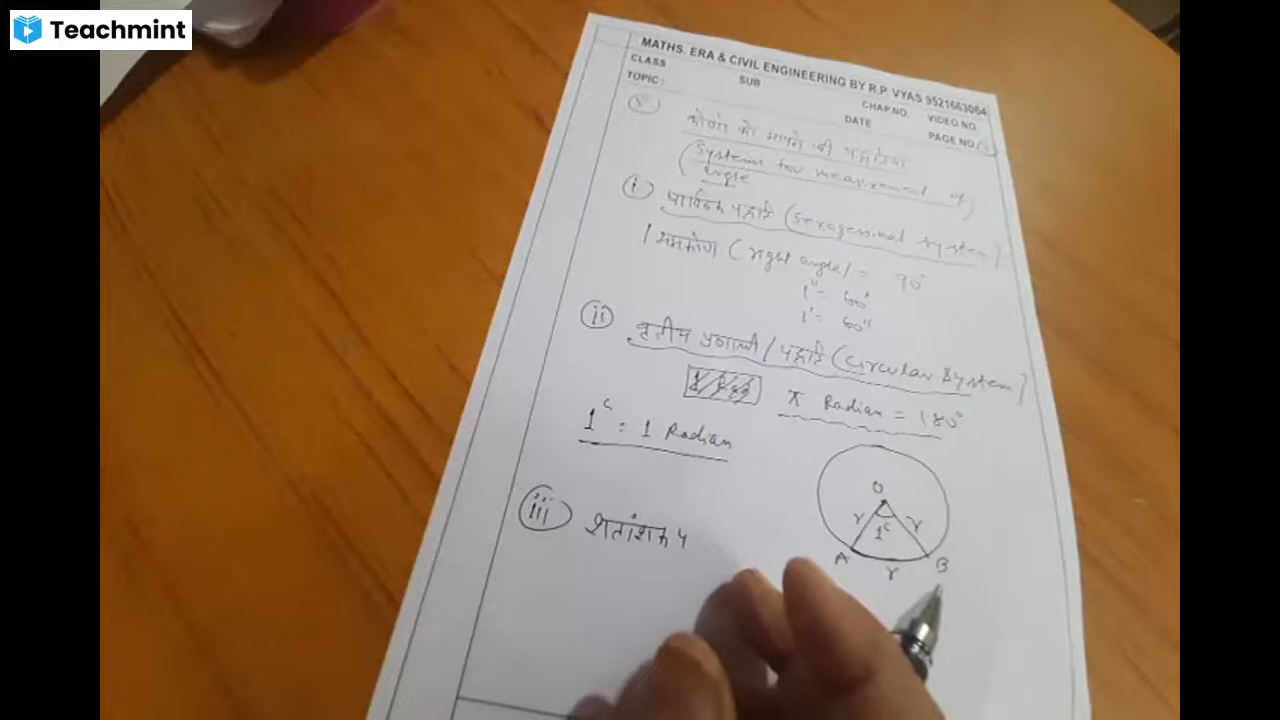 Teachmint
MATHS. ERA & CIVIL ENGINEERING BY R.P. VYAS 9521663064
CLASS SUB CHAP.NO. VIDEO NO.
TOPIC : DATE PAGE NO.
कोणो को मापने की
(Systems for measurement of
angle)
(i) पद्धति (Sexagesimal System)
1 समकोण (right angle) = 90°
1° = 60'
1' = 60"
(ii) वृतीय प्रणाली / पद्धति (Circular System)
π Radian = 180°
1ᶜ = 1 Radian
O
r r
1ᶜ
A B
r
(iii) शतांशक प